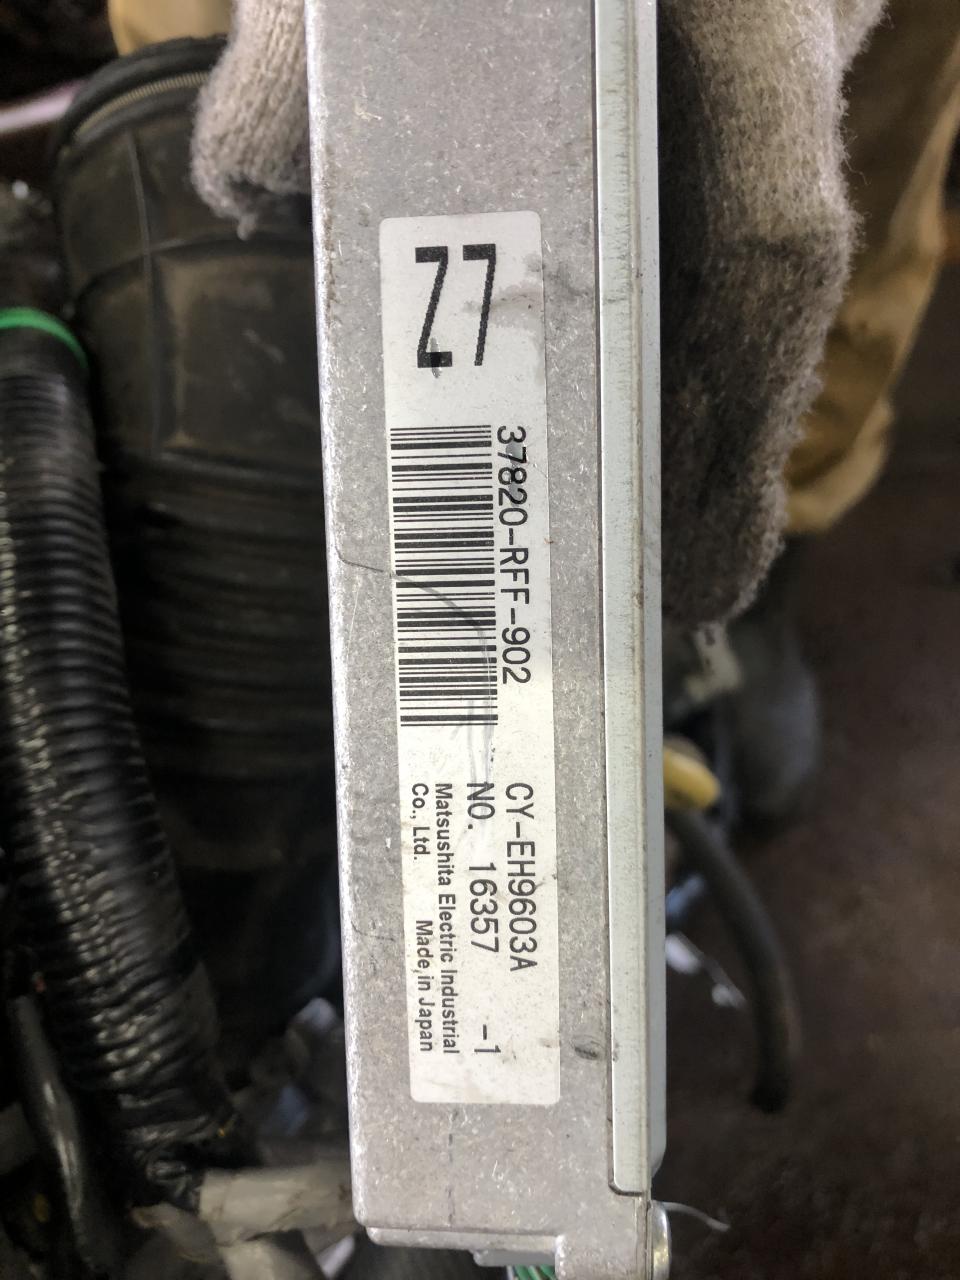 Z7
37820-RFF-902
CY-EH9603A
NO. 16357 -1
Matsushita Electric Industrial
Co., Ltd. Made in Japan